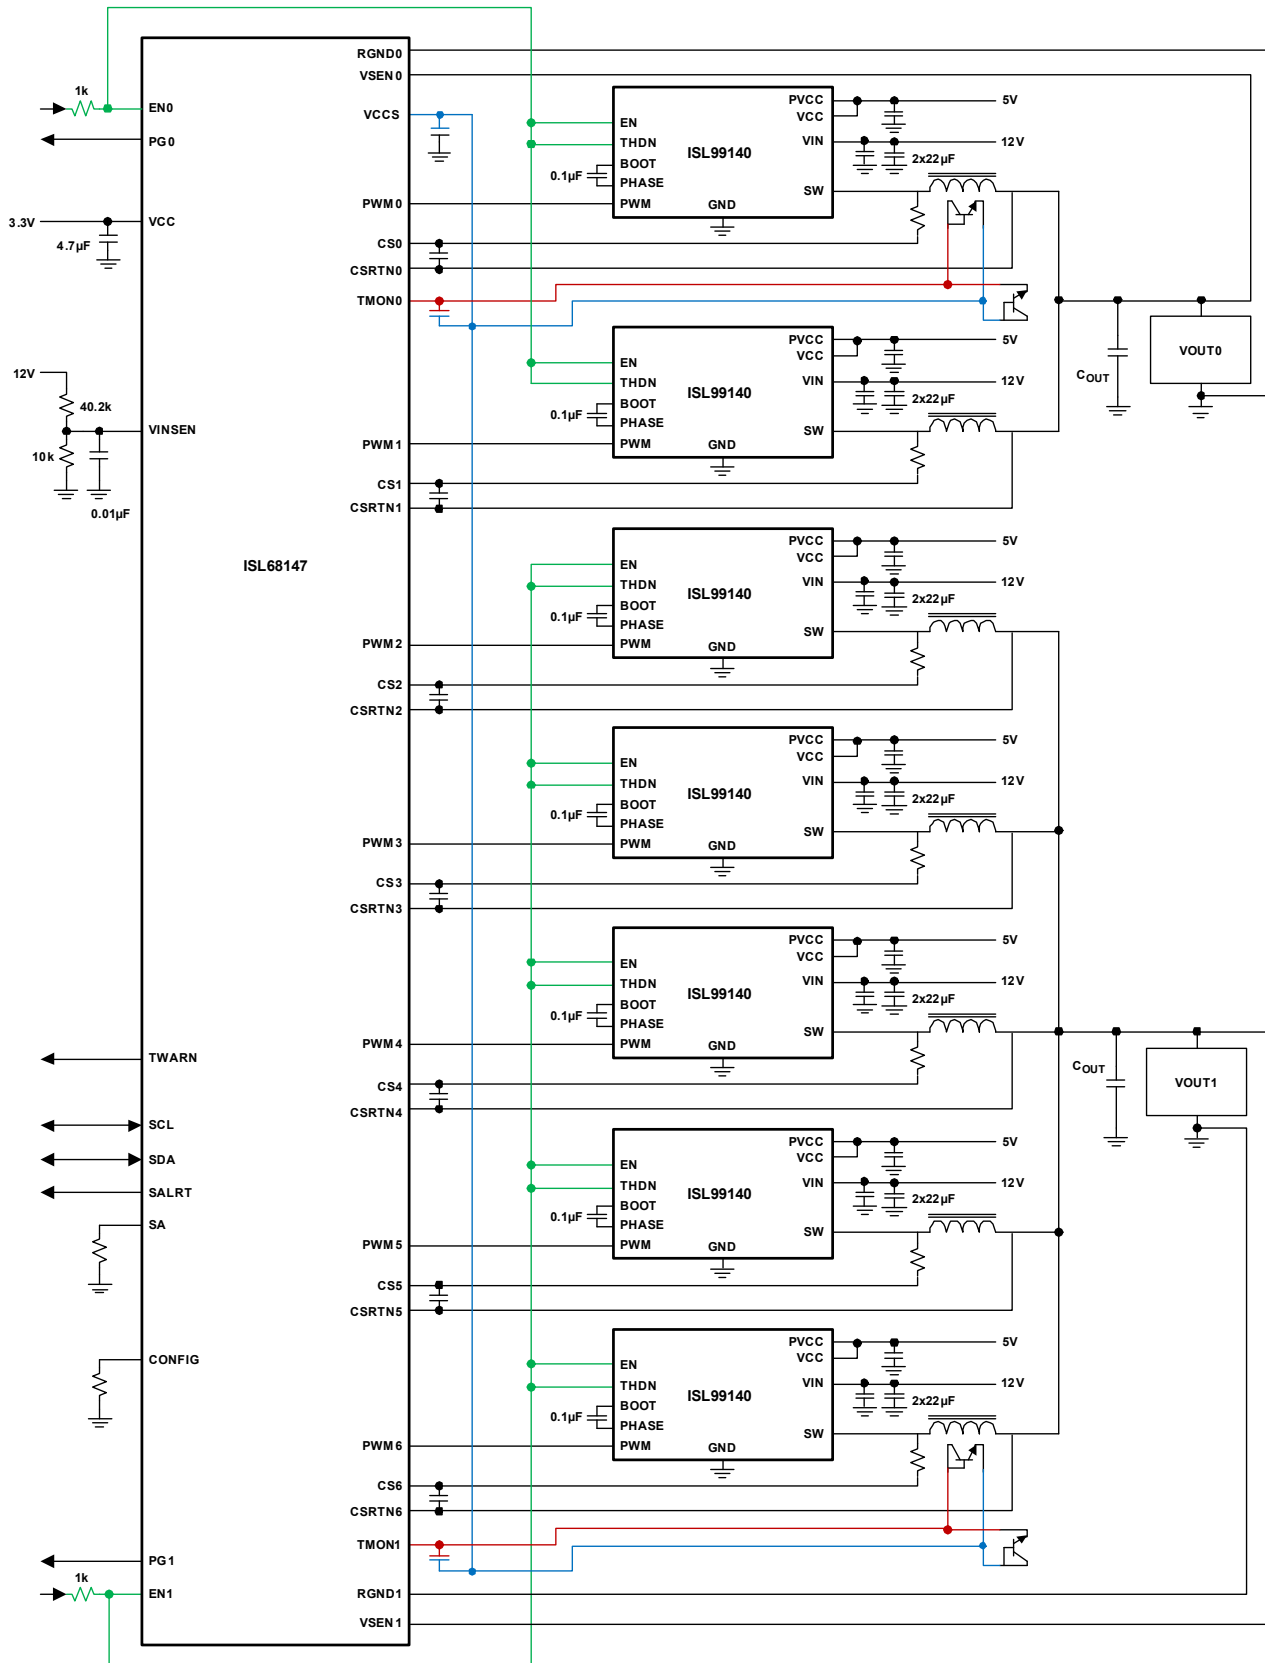 RGND0
VSEN0
1k
EN0
VCCS
PG0
3.3V
VCC
4.7µF
PWM0
CS0
CSRTN0
TMON0
12V
40.2k
VINSEN
10k
0.01µF
PWM1
CS1
CSRTN1
ISL68147
PWM2
CS2
CSRTN2
PWM3
CS3
CSRTN3
TWARN
PWM4
CS4
CSRTN4
SCL
SDA
SALRT
SA
PWM5
CS5
CSRTN5
CONFIG
PWM6
CS6
CSRTN6
TMON1
PG1
1k
EN1
RGND1
VSEN1
EN
THDN
BOOT
PHASE
PWM
0.1µF
ISL99140
GND
PVCC
VCC
VIN
SW
5V
12V
2x22µF
EN
THDN
BOOT
PHASE
PWM
0.1µF
ISL99140
GND
PVCC
VCC
VIN
SW
5V
12V
2x22µF
COUT
VOUT0
EN
THDN
BOOT
PHASE
PWM
0.1µF
ISL99140
GND
PVCC
VCC
VIN
SW
5V
12V
2x22µF
EN
THDN
BOOT
PHASE
PWM
0.1µF
ISL99140
GND
PVCC
VCC
VIN
SW
5V
12V
2x22µF
EN
THDN
BOOT
PHASE
PWM
0.1µF
ISL99140
GND
PVCC
VCC
VIN
SW
5V
12V
2x22µF
COUT
VOUT1
EN
THDN
BOOT
PHASE
PWM
0.1µF
ISL99140
GND
PVCC
VCC
VIN
SW
5V
12V
2x22µF
EN
THDN
BOOT
PHASE
PWM
0.1µF
ISL99140
GND
PVCC
VCC
VIN
SW
5V
12V
2x22µF